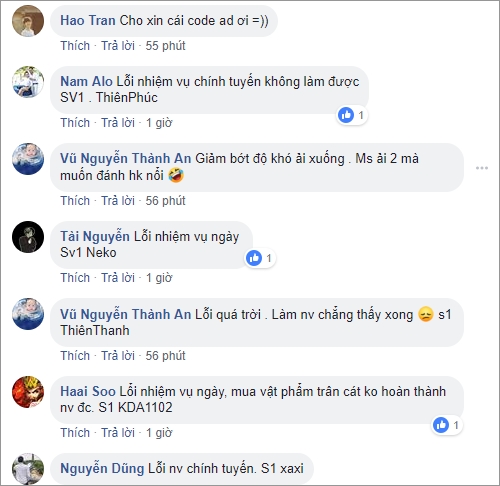 Hao Tran Cho xin cái code ad ơi =))
Thích · Trả lời · 55 phút
Nam Alo Lỗi nhiệm vụ chính tuyến không làm được
SV1 . ThiênPhúc
1
Thích · Trả lời · 1 giờ
Vũ Nguyễn Thành An Giảm bớt độ khó ải xuống . Ms ải 2 mà
muốn đánh hk nổi 🤣
Thích · Trả lời · 56 phút
Tài Nguyễn Lỗi nhiệm vụ ngày
Sv1 Neko
1
Thích · Trả lời · 1 giờ
Vũ Nguyễn Thành An Lỗi quá trời . Làm nv chẳng thấy xong 😞 s1
ThiênThanh
Thích · Trả lời · 56 phút
Haai Soo Lỗi nhiệm vụ ngày, mua vật phẩm trân cát ko hoàn thành
nv đc. S1 KDA1102
1
Thích · Trả lời · 1 giờ
Nguyễn Dũng Lỗi nv chính tuyến. S1 xaxi